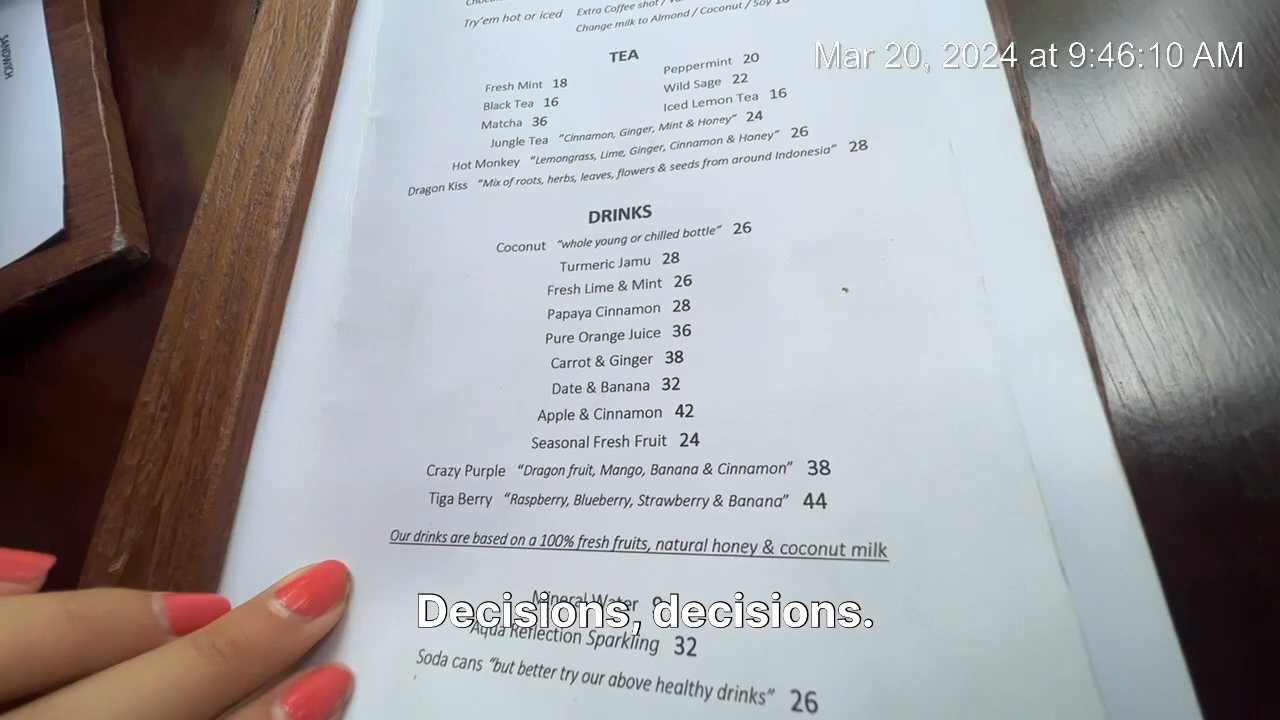 Try'em hot or iced
Extra Coffee shot /
Change milk to Almond / Coconut / Soy 10
SANDWICH
Mar 20, 2024 at 9:46:10 AM
TEA
Fresh Mint 18
Peppermint 20
Black Tea 16
Wild Sage 22
Matcha 36
Iced Lemon Tea 16
Jungle Tea "Cinnamon, Ginger, Mint & Honey" 24
Hot Monkey "Lemongrass, Lime, Ginger, Cinnamon & Honey" 26
Dragon Kiss "Mix of roots, herbs, leaves, flowers & seeds from around Indonesia" 28
DRINKS
Coconut "whole young or chilled bottle" 26
Turmeric Jamu 28
Fresh Lime & Mint 26
Papaya Cinnamon 28
Pure Orange Juice 36
Carrot & Ginger 38
Date & Banana 32
Apple & Cinnamon 42
Seasonal Fresh Fruit 24
Crazy Purple "Dragon fruit, Mango, Banana & Cinnamon" 38
Tiga Berry "Raspberry, Blueberry, Strawberry & Banana" 44
Our drinks are based on a 100% fresh fruits, natural honey & coconut milk
Mineral Water
Decisions, decisions.
Aqua Reflection Sparkling 32
Soda cans "but better try our above healthy drinks" 26